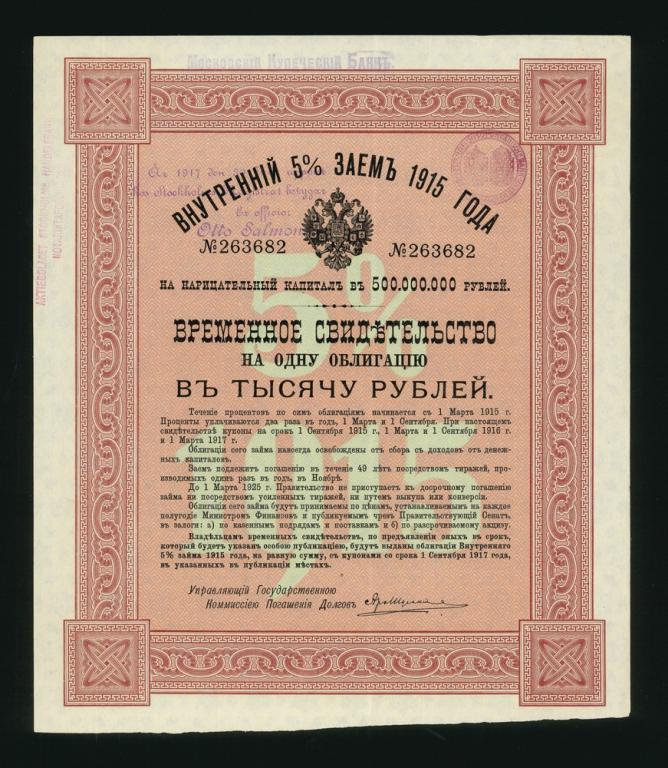 Московскій Купеческій Банкъ.
ВНУТРЕННІЙ 5% ЗАЕМЪ 1915 ГОДА
År 1917 den
Stockholms betygar
Ex officio:
Otto Salmon
№263682 №263682
5%
НА НАРИЦАТЕЛЬНЫЙ КАПИТАЛЪ ВЪ 500.000.000 РУБЛЕЙ.
ВРЕМЕННОЕ СВИДѢТЕЛЬСТВО
НА ОДНУ ОБЛИГАЦІЮ
ВЪ ТЫСЯЧУ РУБЛЕЙ.
Теченіе процентовъ по симъ облигаціямъ начинается съ 1 Марта 1915 г.
Проценты уплачиваются два раза въ годъ, 1 Марта и 1 Сентября. При настоящемъ
свидѣтельствѣ купоны на сроки 1 Сентября 1915 г., 1 Марта и 1 Сентября 1916 г.
и 1 Марта 1917 г.
Облигаціи сего займа навсегда освобождены отъ сбора съ доходовъ отъ денеж-
ныхъ капиталовъ.
Заемъ подлежитъ погашенію въ теченіе 49 лѣтъ посредствомъ тиражей, про-
изводимыхъ одинъ разъ въ годъ, въ Ноябрѣ.
До 1 Марта 1925 г. Правительство не приступаетъ къ досрочному погашенію
займа ни посредствомъ усиленныхъ тиражей, ни путемъ выкупа или конверсіи.
Облигаціи сего займа будутъ принимаемы по цѣнамъ, устанавливаемымъ на каждое
полугодіе Министромъ Финансовъ и публикуемымъ чрезъ Правительствующій Сенатъ,
въ залоги: а) по казеннымъ подрядамъ и поставкамъ и б) по разсрочиваемому акцизу.
Владѣльцамъ временныхъ свидѣтельствъ, по предъявленіи оныхъ въ срокъ,
который будетъ указанъ особою публикаціею, будутъ выданы облигаціи Внутренняго
5% займа 1915 года, на равную сумму, съ купонами со срока 1 Сентября 1917 года,
въ указанныхъ въ публикаціи мѣстахъ.
Управляющій Государственною
Коммиссіею Погашенія Долговъ